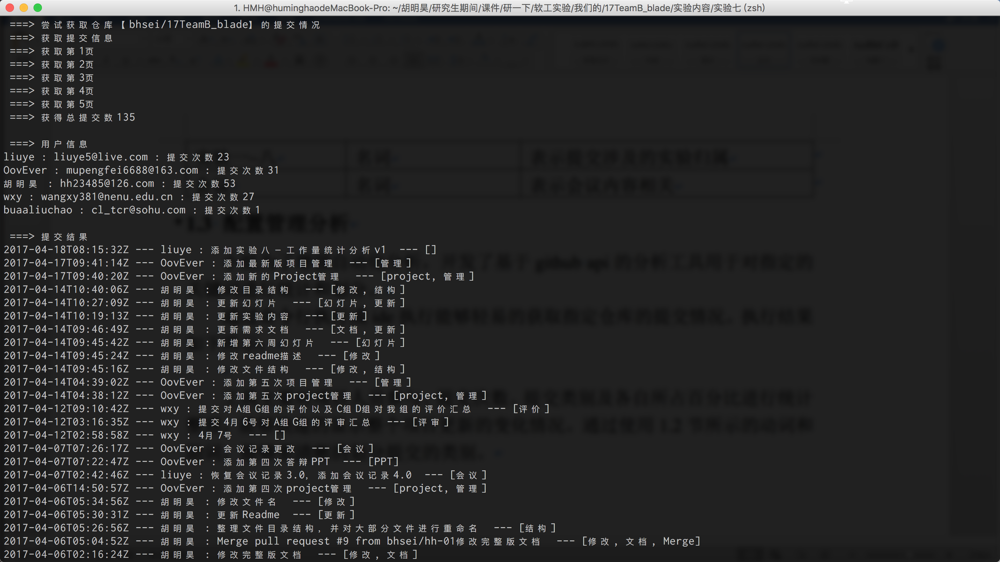 1. HMH@huminghaodeMacBook-Pro: ~/胡明昊/研究生期间/课件/研一下/软工实验/我们的/17TeamB_blade/实验内容/实验七 (zsh)
===> 尝试获取仓库【bhsei/17TeamB_blade】的提交情况
===> 获取提交信息
===> 获取第1页
===> 获取第2页
===> 获取第3页
===> 获取第4页
===> 获取第5页
===> 获得总提交数135
===> 用户信息
liuye : liuye5@live.com : 提交次数23
OovEver : mupengfei6688@163.com : 提交次数31
胡明昊 : hh23485@126.com : 提交次数53
wxy : wangxy381@nenu.edu.cn : 提交次数27
buaaliuchao : cl_tcr@sohu.com : 提交次数1
===> 提交结果
2017-04-18T08:15:32Z --- liuye : 添加实验八—工作量统计分析v1 --- []
2017-04-17T09:41:14Z --- OovEver : 添加最新版项目管理 --- [管理]
2017-04-17T09:40:20Z --- OovEver : 添加新的Project管理 --- [project, 管理]
2017-04-14T10:40:06Z --- 胡明昊 : 修改目录结构 --- [修改, 结构]
2017-04-14T10:27:09Z --- 胡明昊 : 更新幻灯片 --- [幻灯片, 更新]
2017-04-14T10:19:13Z --- 胡明昊 : 更新实验内容 --- [更新]
2017-04-14T09:46:49Z --- 胡明昊 : 更新需求文档 --- [文档, 更新]
2017-04-14T09:45:42Z --- 胡明昊 : 新增第六周幻灯片 --- [幻灯片]
2017-04-14T09:45:24Z --- 胡明昊 : 修改readme描述 --- [修改]
2017-04-14T09:45:16Z --- 胡明昊 : 修改文件结构 --- [修改, 结构]
2017-04-14T04:39:02Z --- OovEver : 添加第五次项目管理 --- [管理]
2017-04-14T04:38:12Z --- OovEver : 添加第五次project管理 --- [project, 管理]
2017-04-12T09:10:42Z --- wxy : 提交对A组G组的评价以及C组D组对我组的评价汇总 --- [评价]
2017-04-12T03:16:35Z --- wxy : 提交4月6号对A组G组的评审汇总 --- [评审]
2017-04-12T02:58:58Z --- wxy : 4月7号 --- []
2017-04-07T07:26:17Z --- OovEver : 会议记录更改 --- [会议]
2017-04-07T07:22:47Z --- OovEver : 添加第四次答辩PPT --- [PPT]
2017-04-07T02:42:46Z --- liuye : 恢复会议记录3.0, 添加会议记录4.0 --- [会议]
2017-04-06T14:50:57Z --- OovEver : 添加第四次project管理 --- [project, 管理]
2017-04-06T05:34:56Z --- 胡明昊 : 修改文件名 --- [修改]
2017-04-06T05:30:31Z --- 胡明昊 : 更新Readme --- [更新]
2017-04-06T05:26:56Z --- 胡明昊 : 整理文件目录结构, 并对大部分文件进行重命名 --- [结构]
2017-04-06T05:04:52Z --- 胡明昊 : Merge pull request #9 from bhsei/hh-01修改完整版文档 --- [修改, 文档, Merge]
2017-04-06T02:16:24Z --- 胡明昊 : 修改完整版文档 --- [修改, 文档]